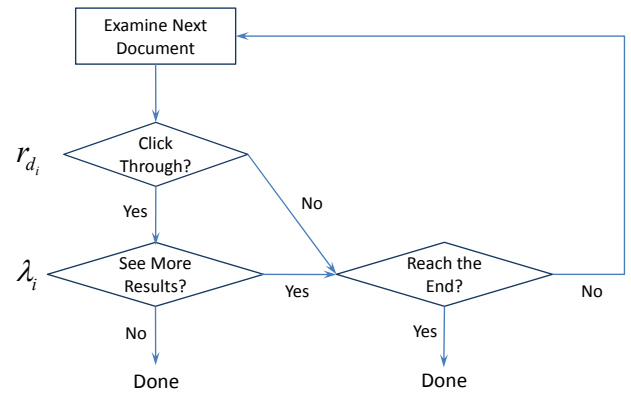 Examine Next
Document
r_{d_i}
Click
Through?
No
Yes
λ_i
See More
Results?
Yes
Reach the
End?
No
No
Yes
Done
Done